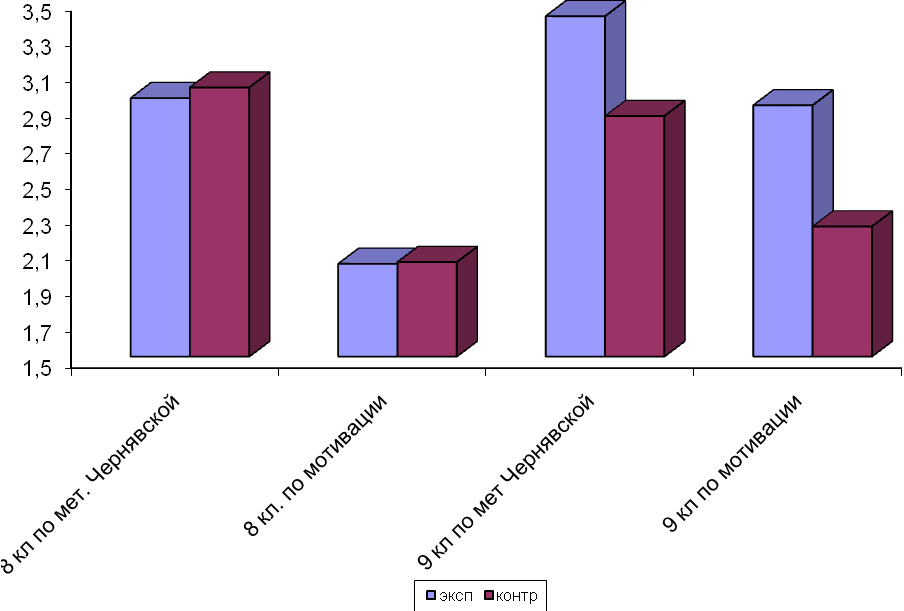 3,5
3,3
3,1
2,9
2,7
2,5
2,3
2,1
1,9
1,7
1,5
8 кл по мет. Чернявской
8 кл. по мотивации
9 кл по мет Чернявской
9 кл по мотивации
эксп контр